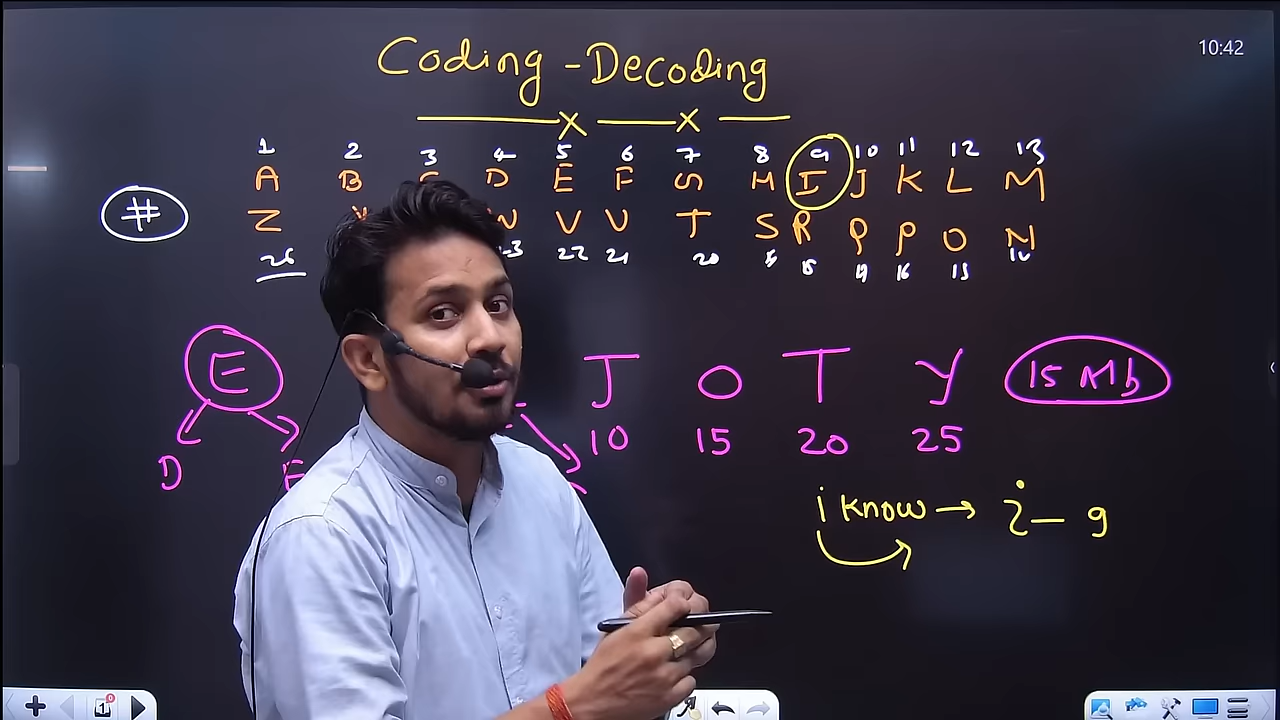 10:42
Coding - Decoding
1 2 3 4 5 6 7 8 9 10 11 12 13
A B C D E F G H I J K L M
#
Z V U T S R Q P O N
26 22 21 20 15
E J O T Y 15 Mb
10 15 20 25
D
i know → i – 9